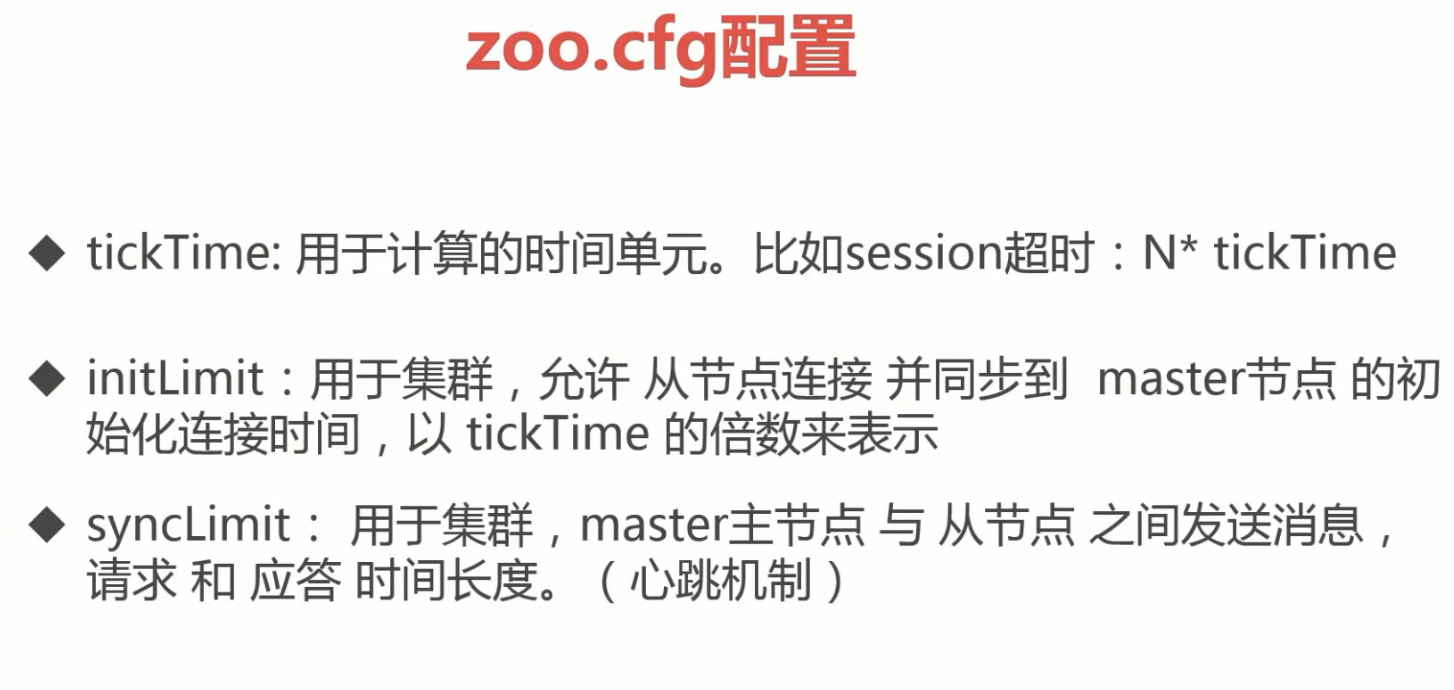 zoo.cfg配置
◆ tickTime: 用于计算的时间单元。比如session超时：N* tickTime
◆ initLimit：用于集群，允许 从节点连接 并同步到 master节点 的初
始化连接时间，以 tickTime 的倍数来表示
◆ syncLimit： 用于集群，master主节点 与 从节点 之间发送消息，
请求 和 应答 时间长度。（心跳机制）